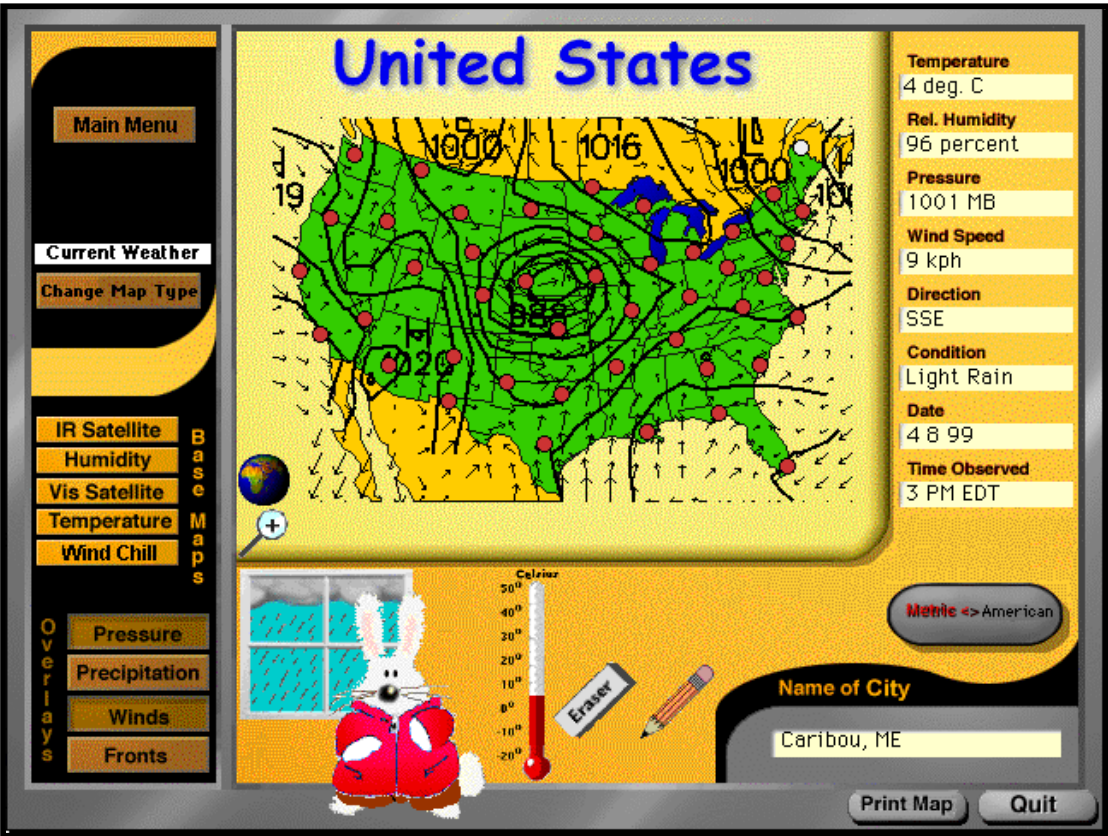 United States
Main Menu
Current Weather
Change Map Type
IR Satellite
Humidity
Vis Satellite
Temperature
Wind Chill
Base Maps
Overlays
Pressure
Precipitation
Winds
Fronts
L
1000
H
1016
L
1000
19
100
988
H
1020
Temperature
4 deg. C
Rel. Humidity
96 percent
Pressure
1001 MB
Wind Speed
9 kph
Direction
SSE
Condition
Light Rain
Date
4 8 99
Time Observed
3 PM EDT
Celsius
50°
40°
30°
20°
10°
0°
-10°
-20°
Eraser
Metric <>American
Name of City
Caribou, ME
Print Map
Quit